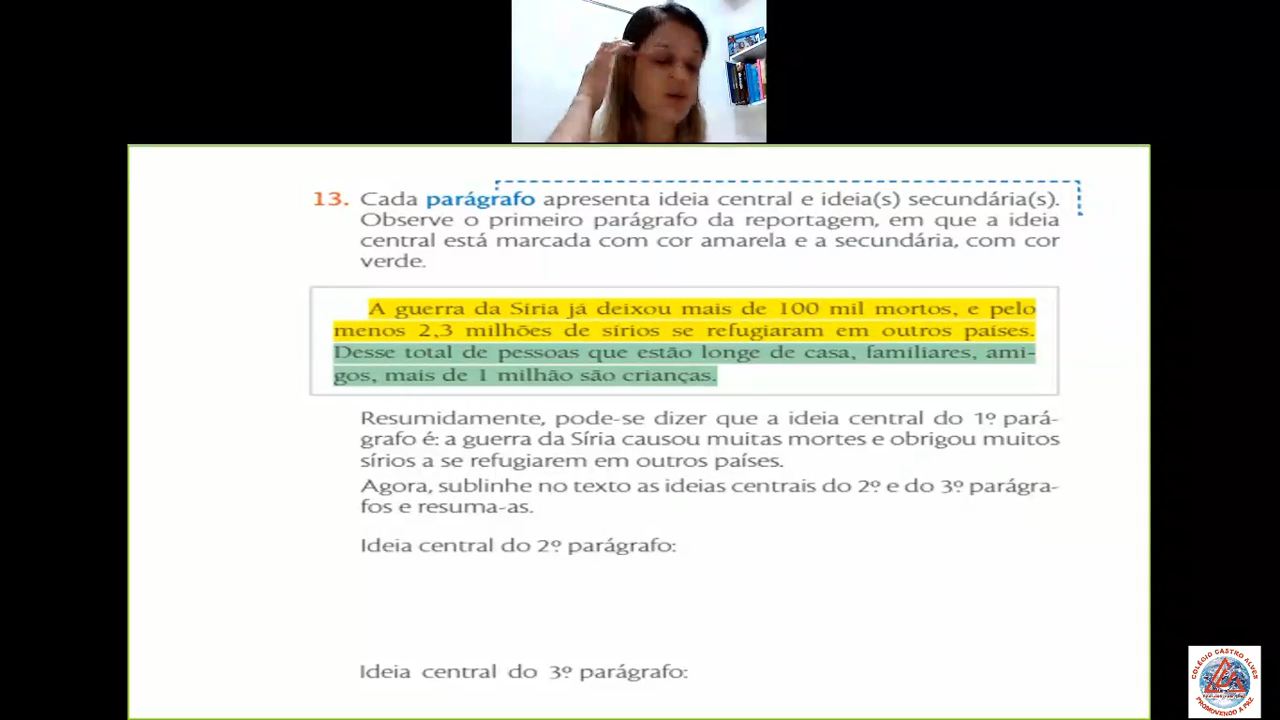 13. Cada parágrafo apresenta ideia central e ideia(s) secundária(s).
Observe o primeiro parágrafo da reportagem, em que a ideia
central está marcada com cor amarela e a secundária, com cor
verde.
A guerra da Síria já deixou mais de 100 mil mortos, e pelo
menos 2,3 milhões de sírios se refugiaram em outros países.
Desse total de pessoas que estão longe de casa, familiares, ami-
gos, mais de 1 milhão são crianças.
Resumidamente, pode-se dizer que a ideia central do 1º pará-
grafo é: a guerra da Síria causou muitas mortes e obrigou muitos
sírios a se refugiarem em outros países.
Agora, sublinhe no texto as ideias centrais do 2º e do 3º parágra-
fos e resuma-as.
Ideia central do 2º parágrafo:
Ideia central do 3º parágrafo:
COLÉGIO CASTRO ALVES
PROMOVENDO A PAZ